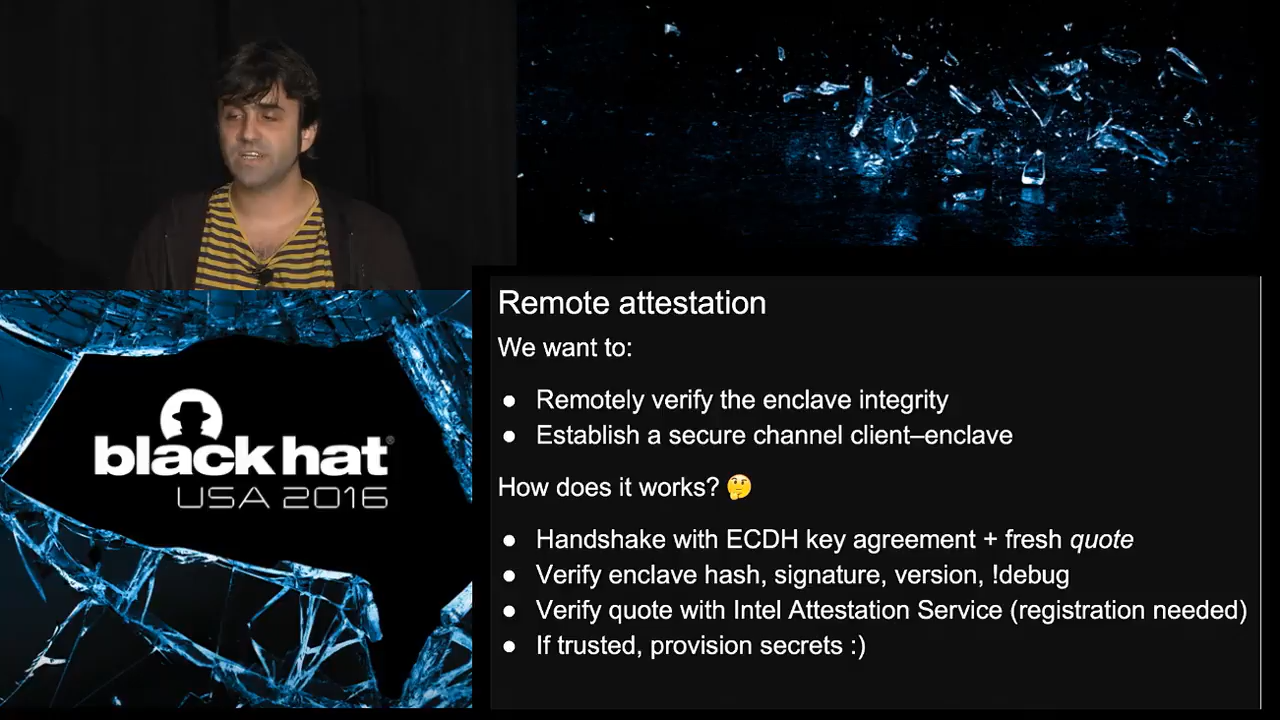 Remote attestation
We want to:
● Remotely verify the enclave integrity
● Establish a secure channel client–enclave
How does it works? 🤔
● Handshake with ECDH key agreement + fresh quote
● Verify enclave hash, signature, version, !debug
● Verify quote with Intel Attestation Service (registration needed)
● If trusted, provision secrets :)
black hat®
USA 2016